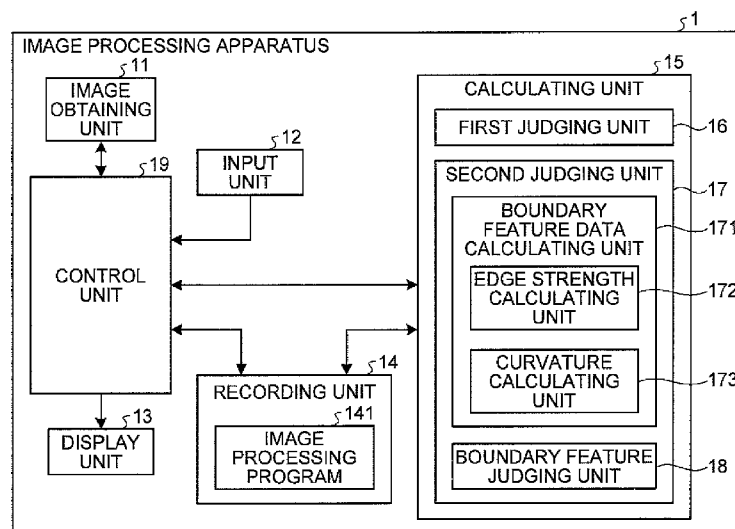 1
IMAGE PROCESSING APPARATUS
11
IMAGE
OBTAINING
UNIT
12
INPUT
UNIT
19
CONTROL
UNIT
13
DISPLAY
UNIT
14
RECORDING UNIT
141
IMAGE
PROCESSING
PROGRAM
15
CALCULATING UNIT
FIRST JUDGING UNIT
16
SECOND JUDGING UNIT
17
BOUNDARY
FEATURE DATA
CALCULATING UNIT
171
EDGE STRENGTH
CALCULATING
UNIT
172
CURVATURE
CALCULATING
UNIT
173
BOUNDARY FEATURE
JUDGING UNIT
18